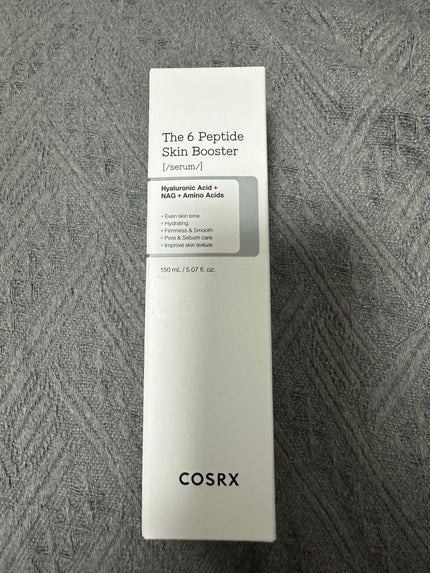 The 6 Peptide
Skin Booster
[/serum/]
Hyaluronic Acid +
NAG + Amino Acids
• Even skin tone
• Hydrating
• Firmness & Smooth
• Pore & Sebum care
• Improve skin texture
150 mL / 5.07 fl. oz.
COSRX